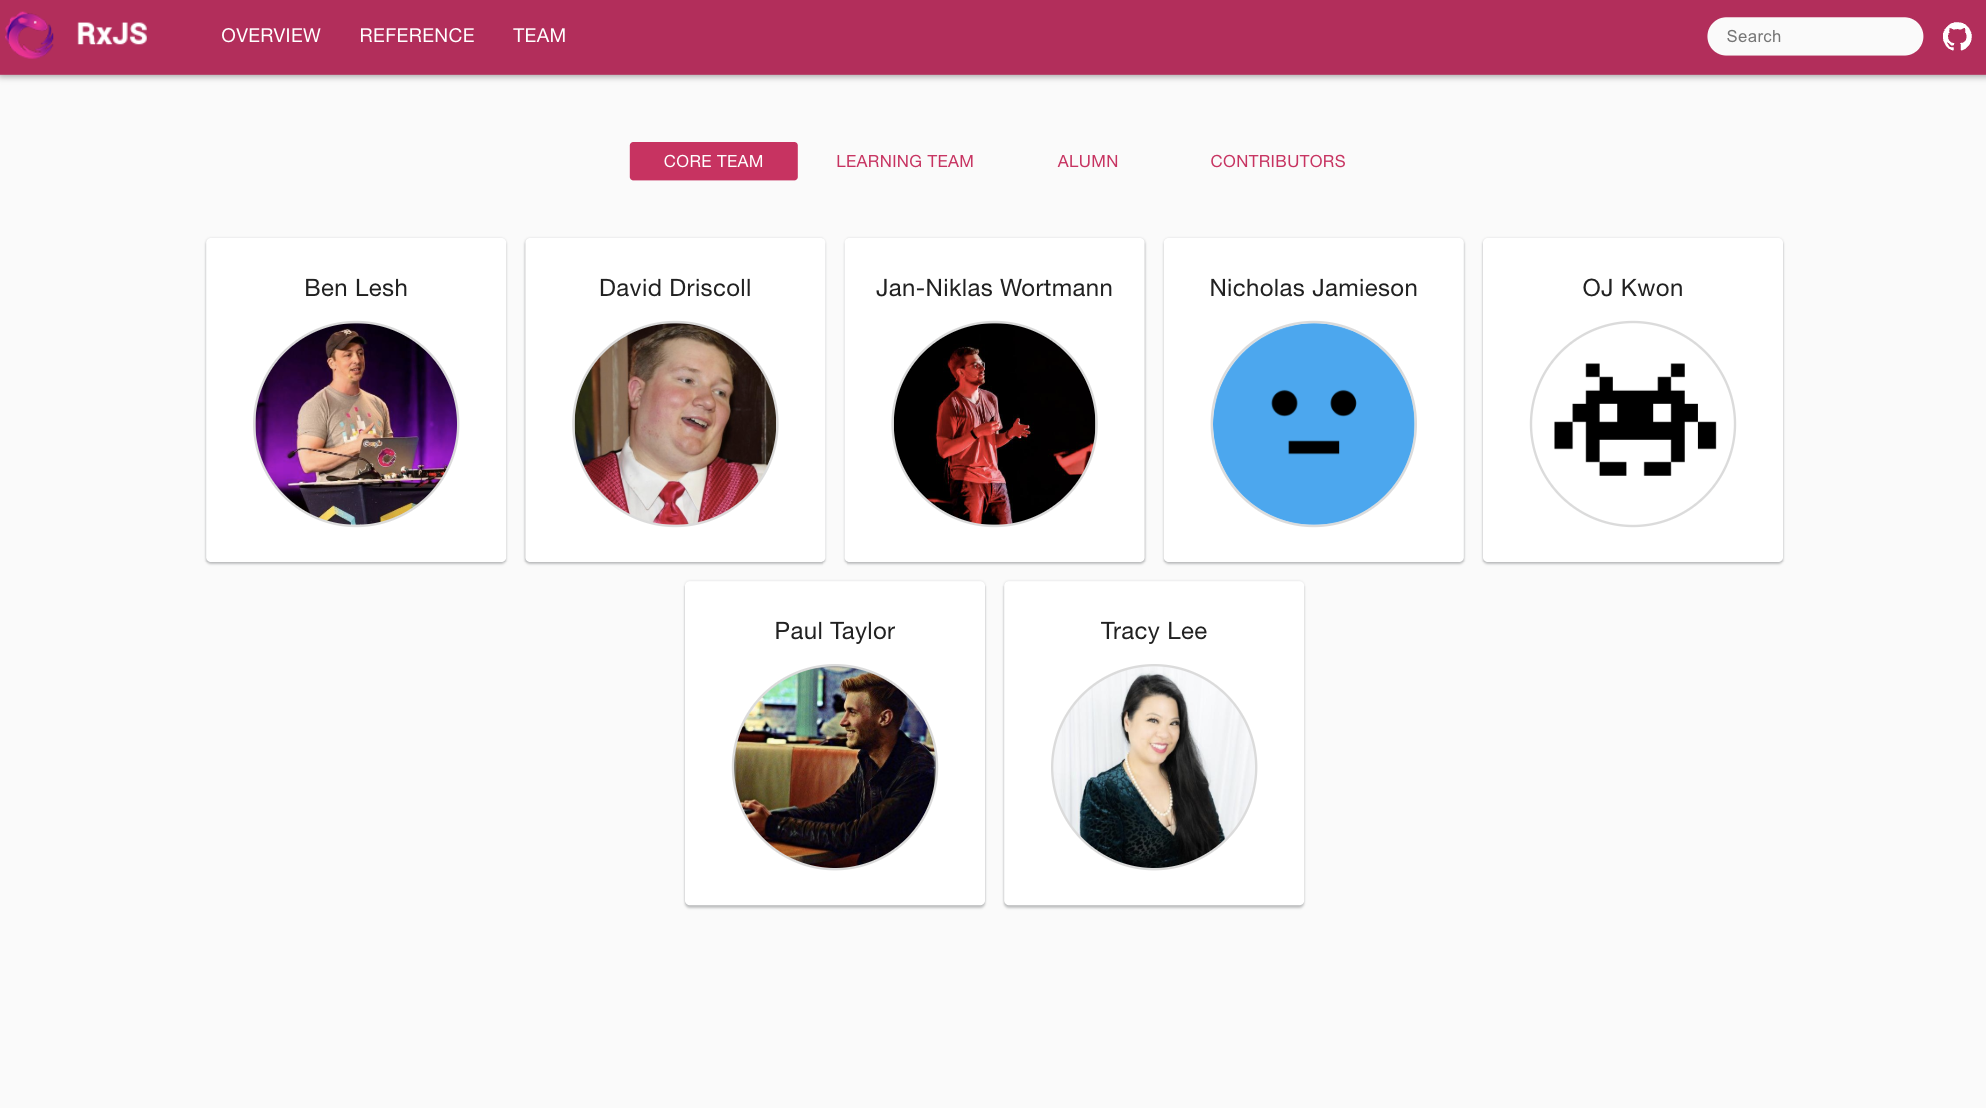 RxJS OVERVIEW REFERENCE TEAM Search
CORE TEAM LEARNING TEAM ALUMN CONTRIBUTORS
Ben Lesh David Driscoll Jan-Niklas Wortmann Nicholas Jamieson OJ Kwon
Paul Taylor Tracy Lee